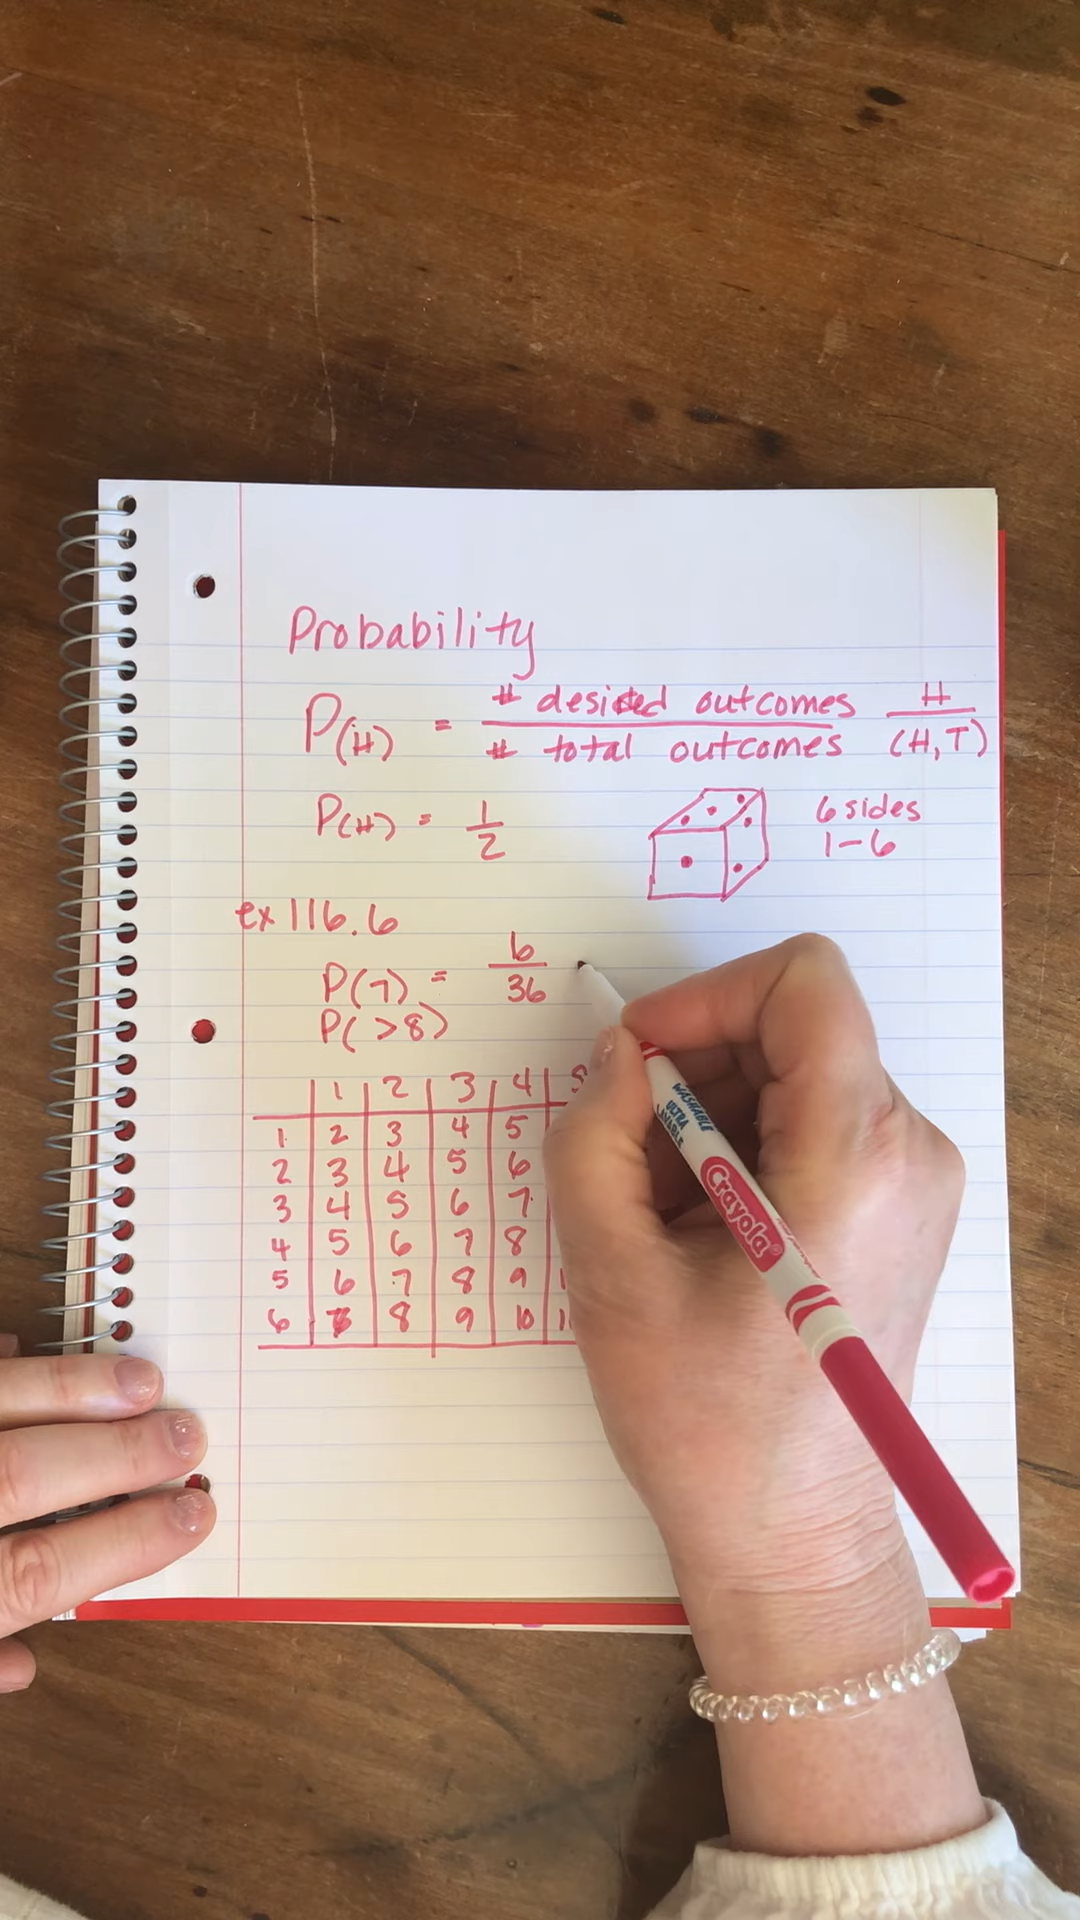 Probability
P(H) = # desired outcomes / # total outcomes H / (H, T)
P(H) = 1/2
6 sides
1-6
ex 116.6
P(7) = 6/36
P(>8)
1 2 3 4 5
1 2 3 4 5
2 3 4 5 6
3 4 5 6 7
4 5 6 7 8
5 6 7 8 9
6 7 8 9 10
WASHABLE
ULTRA
LAVABLE
Crayola